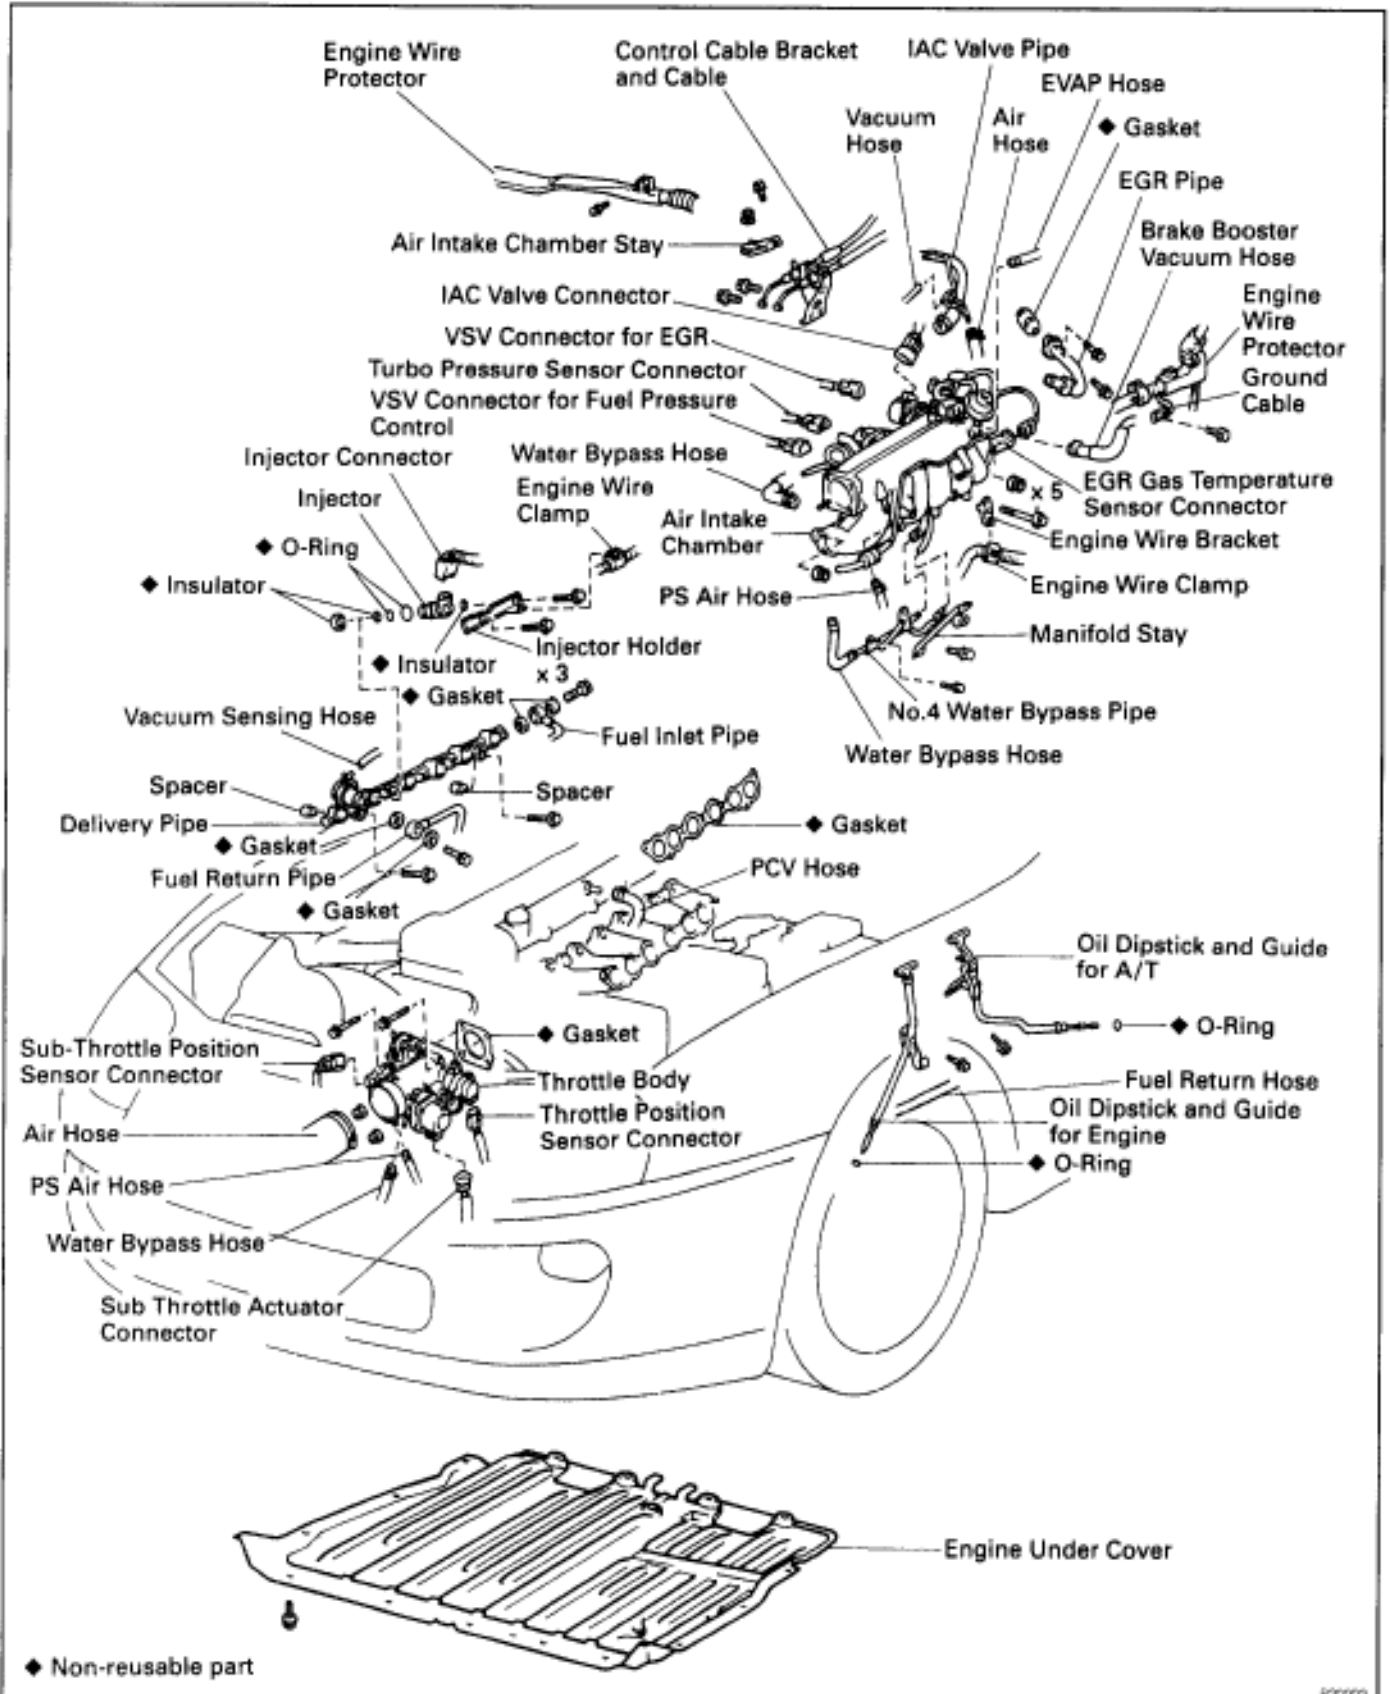 Engine Wire
Protector
Control Cable Bracket
and Cable
IAC Valve Pipe
EVAP Hose
Vacuum
Hose
Air
Hose
◆ Gasket
EGR Pipe
Air Intake Chamber Stay
Brake Booster
Vacuum Hose
IAC Valve Connector
Engine
Wire
Protector
VSV Connector for EGR
Turbo Pressure Sensor Connector
Ground
Cable
VSV Connector for Fuel Pressure
Control
Injector Connector
Water Bypass Hose
Injector
Engine Wire
Clamp
x 5
EGR Gas Temperature
Sensor Connector
Air Intake
Chamber
◆ O-Ring
Engine Wire Bracket
◆ Insulator
Engine Wire Clamp
PS Air Hose
Manifold Stay
Injector Holder
x 3
◆ Insulator
◆ Gasket
No.4 Water Bypass Pipe
Vacuum Sensing Hose
Fuel Inlet Pipe
Water Bypass Hose
Spacer
Spacer
Delivery Pipe
◆ Gasket
◆ Gasket
Fuel Return Pipe
PCV Hose
◆ Gasket
Oil Dipstick and Guide
for A/T
◆ O-Ring
◆ Gasket
Sub-Throttle Position
Sensor Connector
Throttle Body
Fuel Return Hose
Throttle Position
Sensor Connector
Oil Dipstick and Guide
for Engine
Air Hose
◆ O-Ring
PS Air Hose
Water Bypass Hose
Sub Throttle Actuator
Connector
Engine Under Cover
◆ Non-reusable part